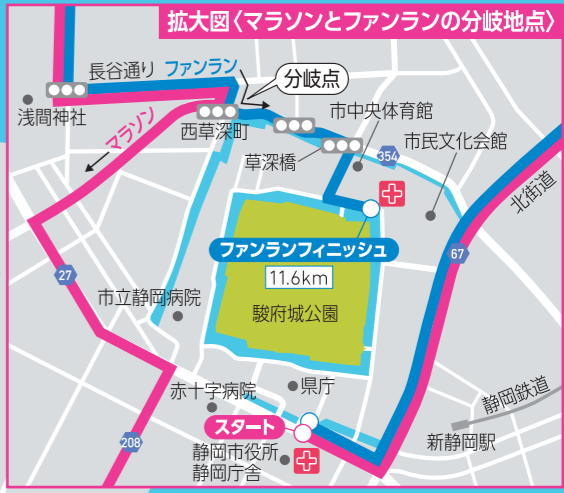 拡大図〈マラソンとファンランの分岐地点〉
長谷通り
ファンラン
分岐点
浅間神社
マラソン
西草深町
市中央体育館
草深橋
354
市民文化会館
北街道
67
ファンランフィニッシュ
11.6km
27
市立静岡病院
駿府城公園
赤十字病院
県庁
静岡鉄道
スタート
208
新静岡駅
静岡市役所
静岡庁舎